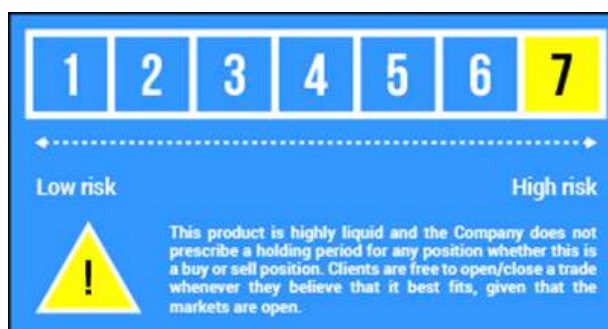 1 2 3 4 5 6 7
Low risk High risk
This product is highly liquid and the Company does not
prescribe a holding period for any position whether this is
a buy or sell position. Clients are free to open/close a trade
whenever they believe that it best fits, given that the
markets are open.
!